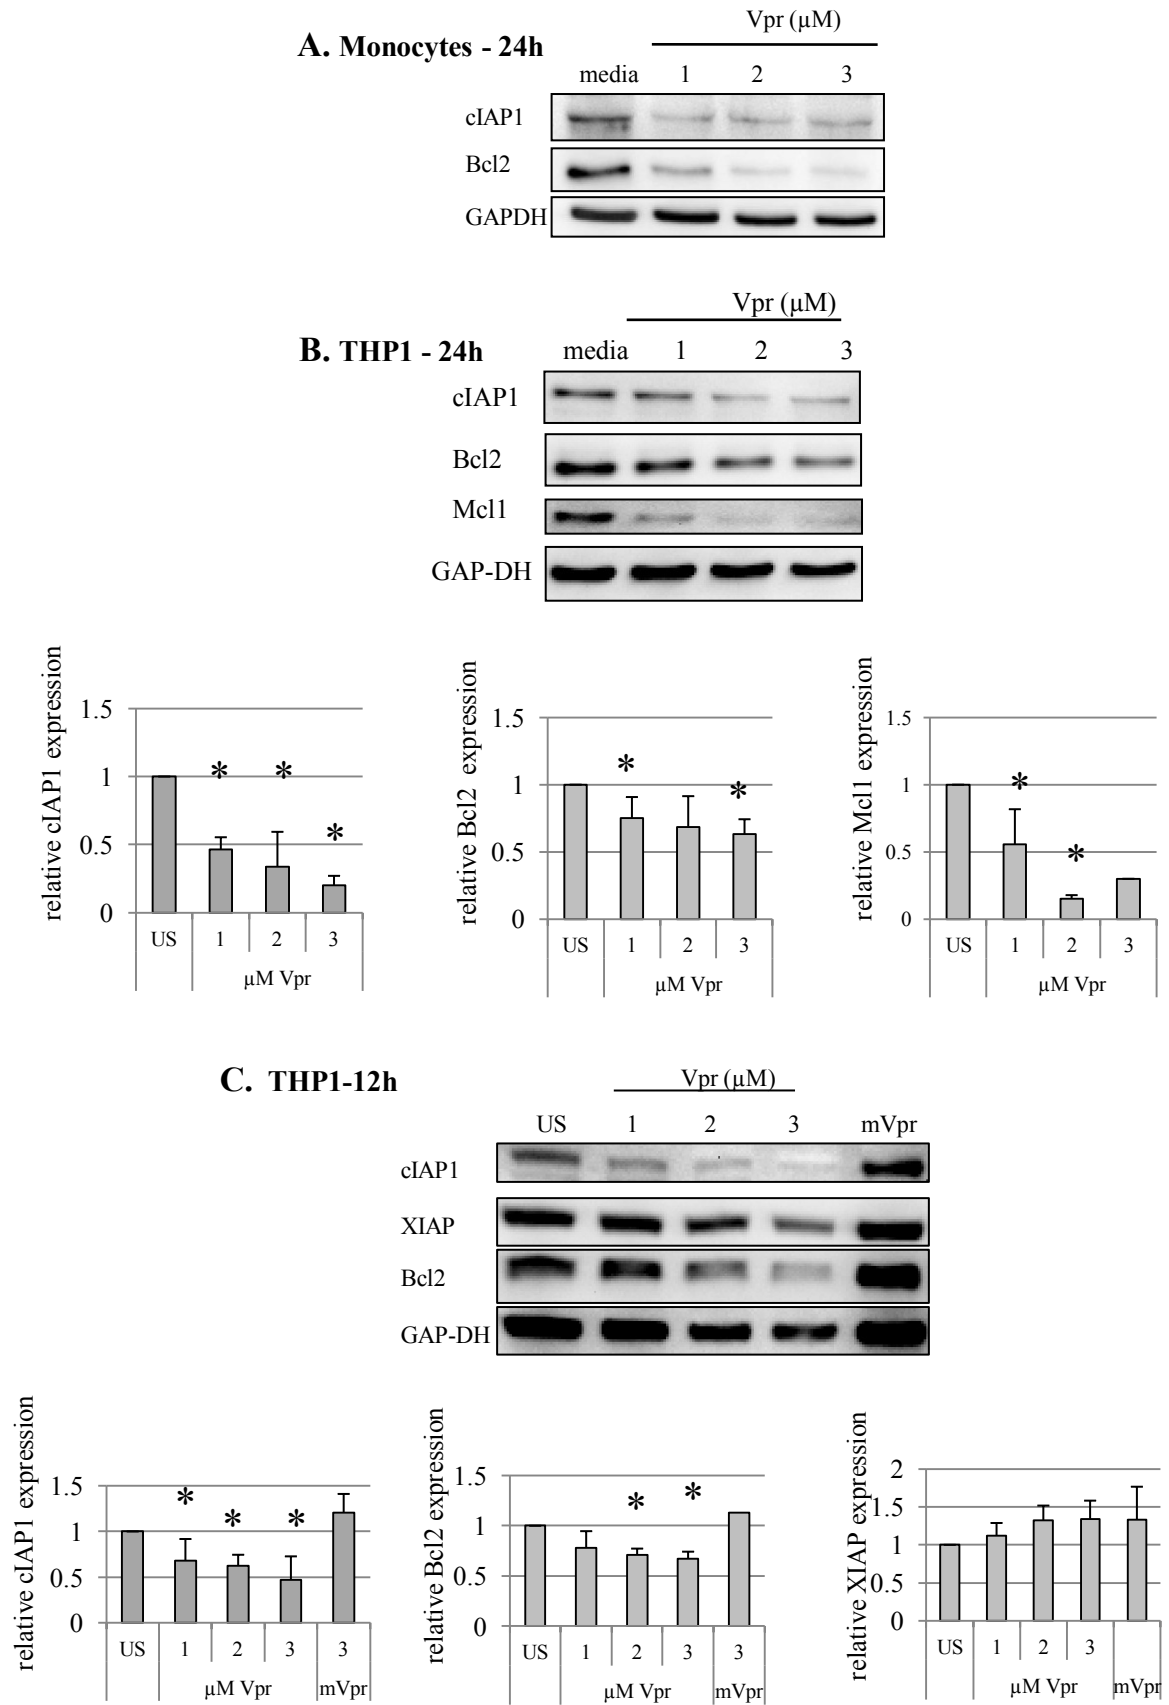 A. Monocytes - 24h
Vpr (µM)
media 1 2 3
cIAP1
Bcl2
GAPDH
Vpr (µM)
B. THP1 - 24h
media 1 2 3
cIAP1
Bcl2
Mcl1
GAP-DH
relative cIAP1 expression
1.5
1
0.5
0
* * *
US 1 2 3
µM Vpr
relative Bcl2 expression
1.5
1
0.5
0
* *
US 1 2 3
µM Vpr
relative Mcl1 expression
1.5
1
0.5
0
* *
US 1 2 3
µM Vpr
C. THP1-12h
Vpr (µM)
US 1 2 3 mVpr
cIAP1
XIAP
Bcl2
GAP-DH
relative cIAP1 expression
1.5
1
0.5
0
* * *
US 1 2 3 3
µM Vpr mVpr
relative Bcl2 expression
1.5
1
0.5
0
* *
US 1 2 3 3
µM Vpr mVpr
relative XIAP expression
2
1.5
1
0.5
0
US 1 2 3 3
µM Vpr mVpr